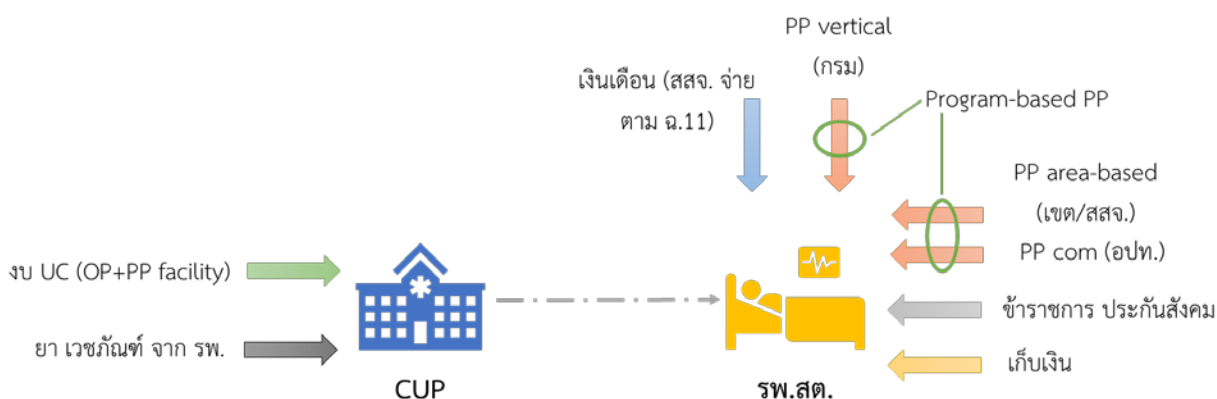 PP vertical
(กรม)
เงินเดือน (สสจ. จ่าย
ตาม ฉ.11)
Program-based PP
PP area-based
(เขต/สสจ.)
PP com (อปท.)
งบ UC (OP+PP facility)
ข้าราชการ ประกันสังคม
ยา เวชภัณฑ์ จาก รพ.
เก็บเงิน
CUP
รพ.สต.